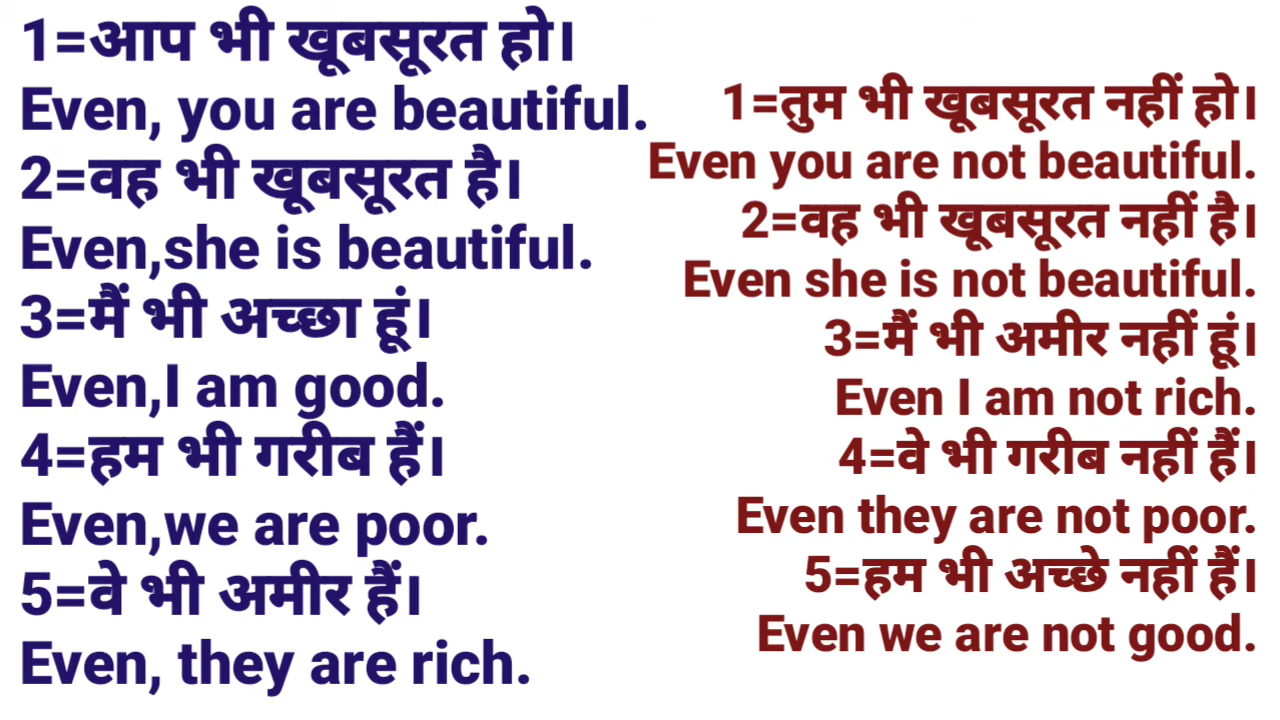 1=आप भी खूबसूरत हो।
Even, you are beautiful.
2=वह भी खूबसूरत है।
Even,she is beautiful.
3=मैं भी अच्छा हूं।
Even,I am good.
4=हम भी गरीब हैं।
Even,we are poor.
5=वे भी अमीर हैं।
Even, they are rich.
1=तुम भी खूबसूरत नहीं हो।
Even you are not beautiful.
2=वह भी खूबसूरत नहीं है।
Even she is not beautiful.
3=मैं भी अमीर नहीं हूं।
Even I am not rich.
4=वे भी गरीब नहीं हैं।
Even they are not poor.
5=हम भी अच्छे नहीं हैं।
Even we are not good.